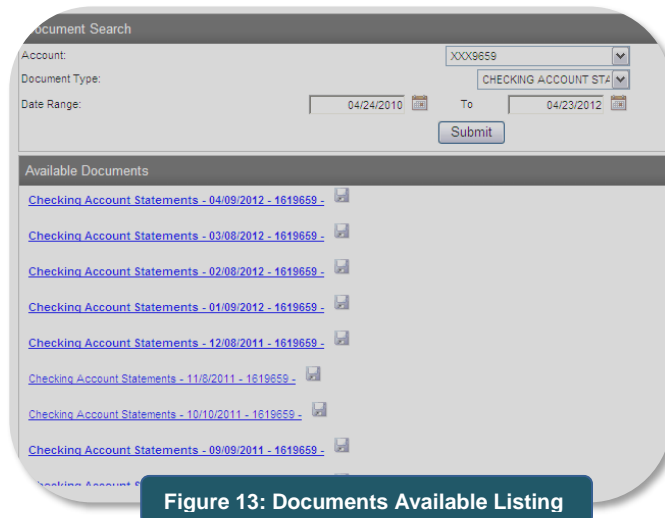 Document Search
Account: XXX9659
Document Type: CHECKING ACCOUNT STA
Date Range: 04/24/2010 To 04/23/2012
Submit
Available Documents
Checking Account Statements - 04/09/2012 - 1619659 -
Checking Account Statements - 03/08/2012 - 1619659 -
Checking Account Statements - 02/08/2012 - 1619659 -
Checking Account Statements - 01/09/2012 - 1619659 -
Checking Account Statements - 12/08/2011 - 1619659 -
Checking Account Statements - 11/8/2011 - 1619659 -
Checking Account Statements - 10/10/2011 - 1619659 -
Checking Account Statements - 09/09/2011 - 1619659 -
Checking Account S
Figure 13: Documents Available Listing